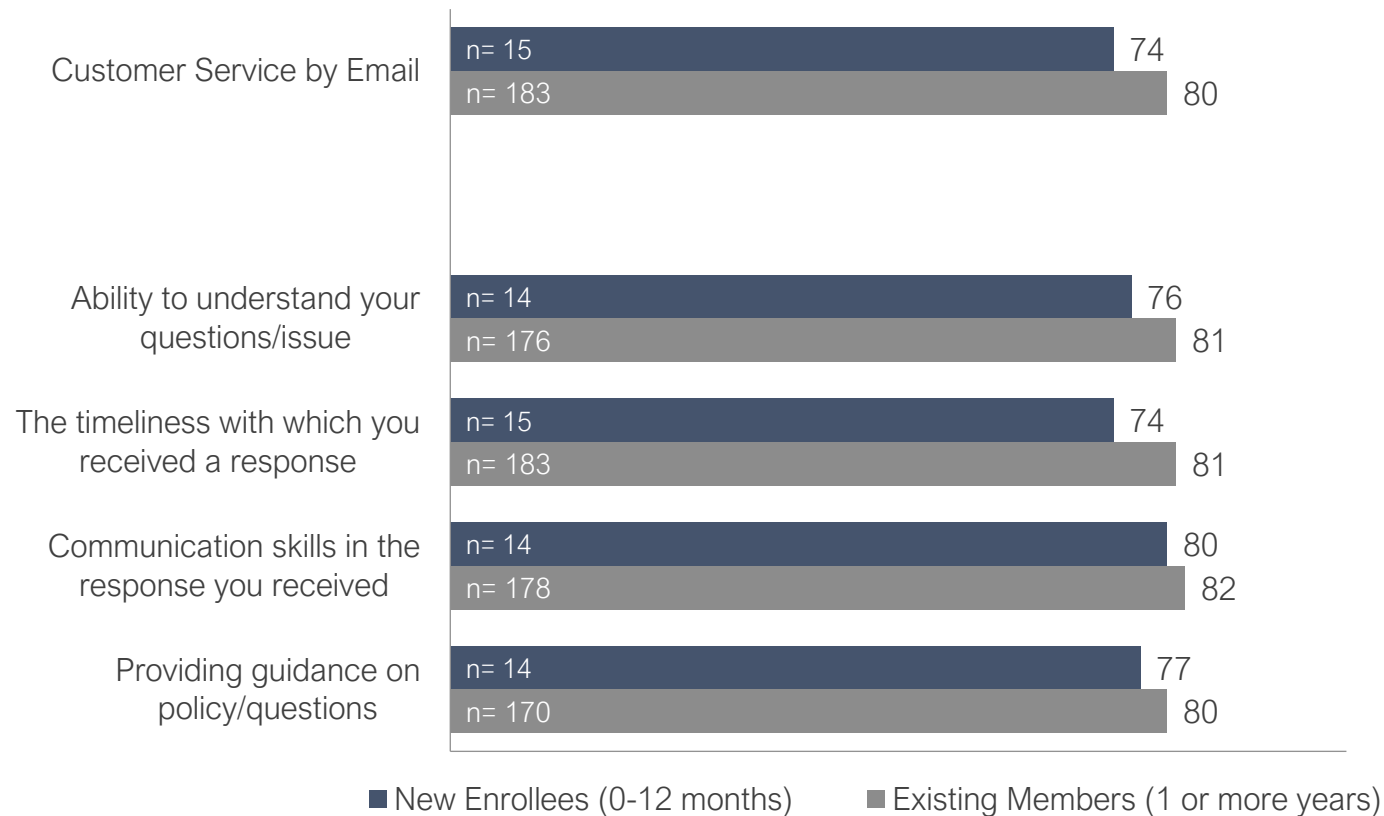 Customer Service by Email
n= 15
74
n= 183
80
Ability to understand your
questions/issue
n= 14
76
n= 176
81
The timeliness with which you
received a response
n= 15
74
n= 183
81
Communication skills in the
response you received
n= 14
80
n= 178
82
Providing guidance on
policy/questions
n= 14
77
n= 170
80
New Enrollees (0-12 months)
Existing Members (1 or more years)